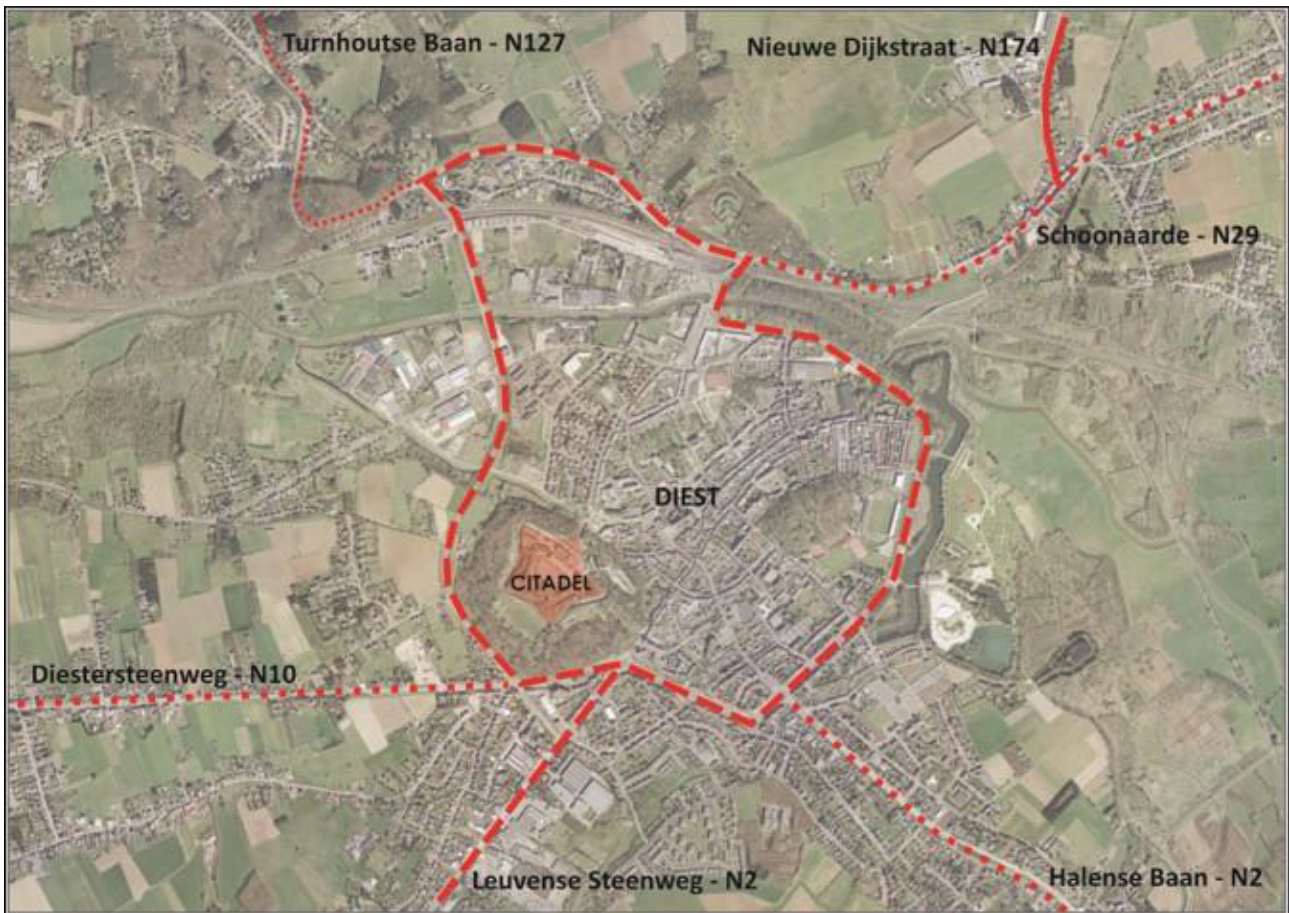 Turnhoutse Baan - N127
Nieuwe Dijkstraat - N174
Schoonaarde - N29
DIEST
CITADEL
Diestersteenweg - N10
Leuvense Steenweg - N2
Halense Baan - N2